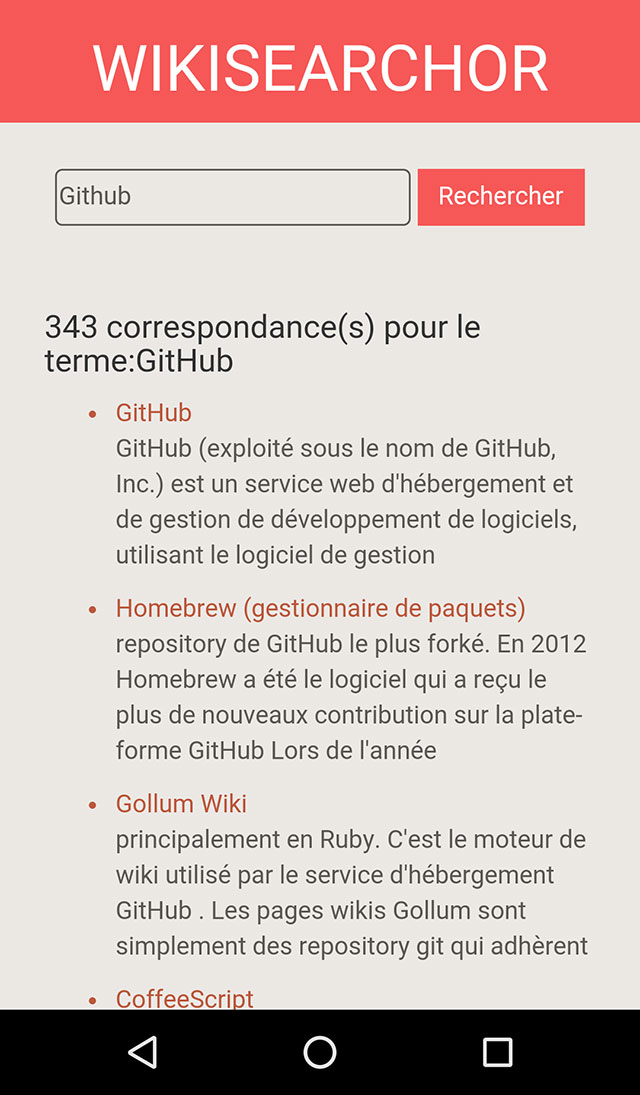 WIKISEARCHOR
Github
Rechercher
343 correspondance(s) pour le
terme:GitHub
GitHub
GitHub (exploité sous le nom de GitHub,
Inc.) est un service web d'hébergement et
de gestion de développement de logiciels,
utilisant le logiciel de gestion
Homebrew (gestionnaire de paquets)
repository de GitHub le plus forké. En 2012
Homebrew a été le logiciel qui a reçu le
plus de nouveaux contribution sur la plate-
forme GitHub Lors de l'année
Gollum Wiki
principalement en Ruby. C'est le moteur de
wiki utilisé par le service d'hébergement
GitHub . Les pages wikis Gollum sont
simplement des repository git qui adhèrent
CoffeeScript